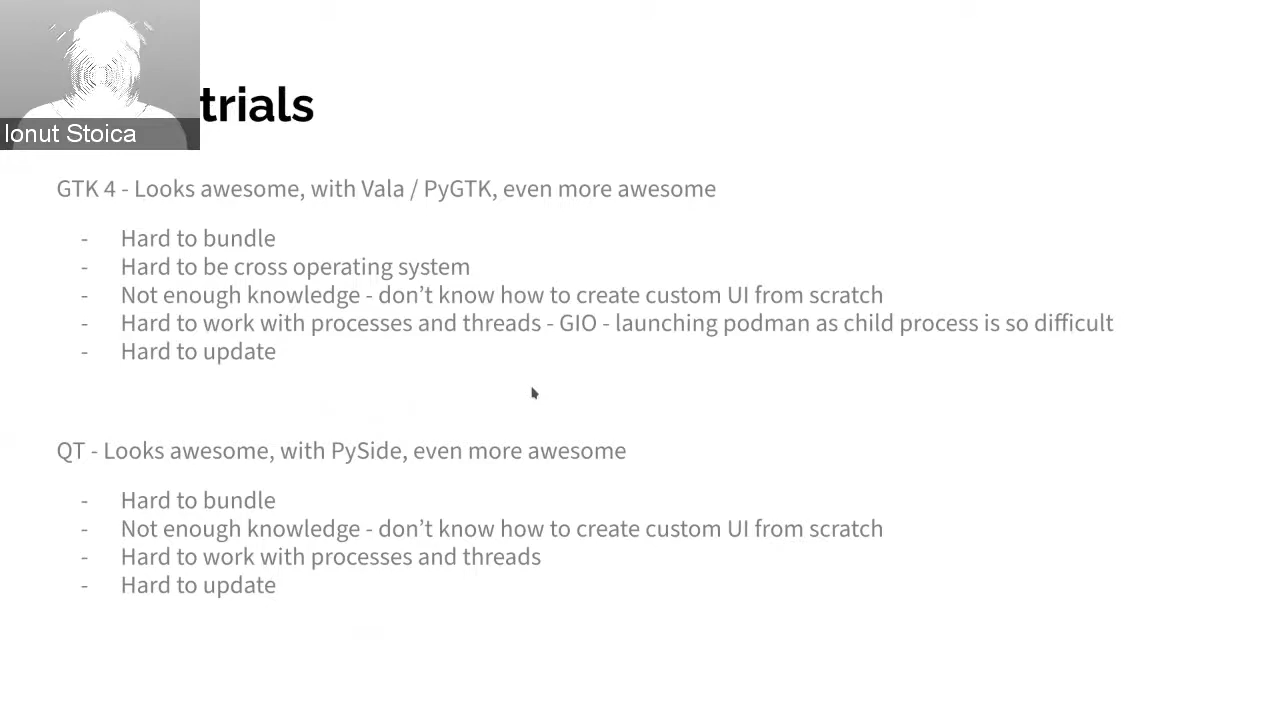 trials
Ionut Stoica
GTK 4 - Looks awesome, with Vala / PyGTK, even more awesome
- Hard to bundle
- Hard to be cross operating system
- Not enough knowledge - don’t know how to create custom UI from scratch
- Hard to work with processes and threads - GIO - launching podman as child process is so difficult
- Hard to update
QT - Looks awesome, with PySide, even more awesome
- Hard to bundle
- Not enough knowledge - don’t know how to create custom UI from scratch
- Hard to work with processes and threads
- Hard to update